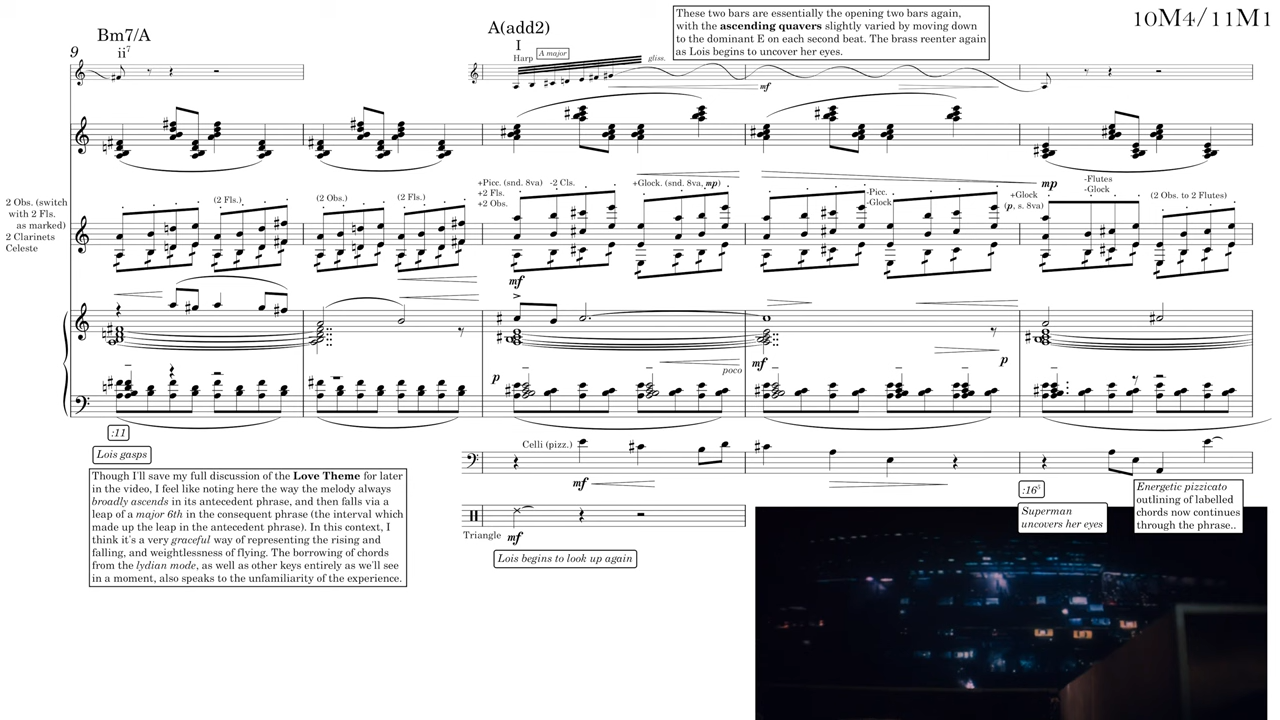 10M4/11M1
These two bars are essentially the opening two bars again,
with the ascending quavers slightly varied by moving down
to the dominant E on each second beat. The brass reenter again
as Lois begins to uncover her eyes.
Bm7/A
ii7
9
A(add2)
I
Harp
A major
gliss.
mf
mp
2 Obs. (switch
with 2 Fls.
as marked)
2 Clarinets
Celeste
(2 Fls.)
(2 Obs.)
(2 Fls.)
+Picc. (snd. 8va)
+2 Fls.
+2 Obs.
-2 Cls.
+Glock. (snd. 8va, mp)
-Picc.
-Glock
+Glock
(p, s. 8va)
-Flutes
-Glock
(2 Obs. to 2 Flutes)
mf
p
poco
mf
p
:11
Lois gasps
Celli (pizz.)
mf
Though I'll save my full discussion of the Love Theme for later
in the video, I feel like noting here the way the melody always
broadly ascends in its antecedent phrase, and then falls via a
leap of a major 6th in the consequent phrase (the interval which
made up the leap in the antecedent phrase). In this context, I
think it's a very graceful way of representing the rising and
falling, and weightlessness of flying. The borrowing of chords
from the lydian mode, as well as other keys entirely as we'll see
in a moment, also speaks to the unfamiliarity of the experience.
Triangle
mf
Lois begins to look up again
:16⁵
Superman
uncovers her eyes
Energetic pizzicato
outlining of labelled
chords now continues
through the phrase..